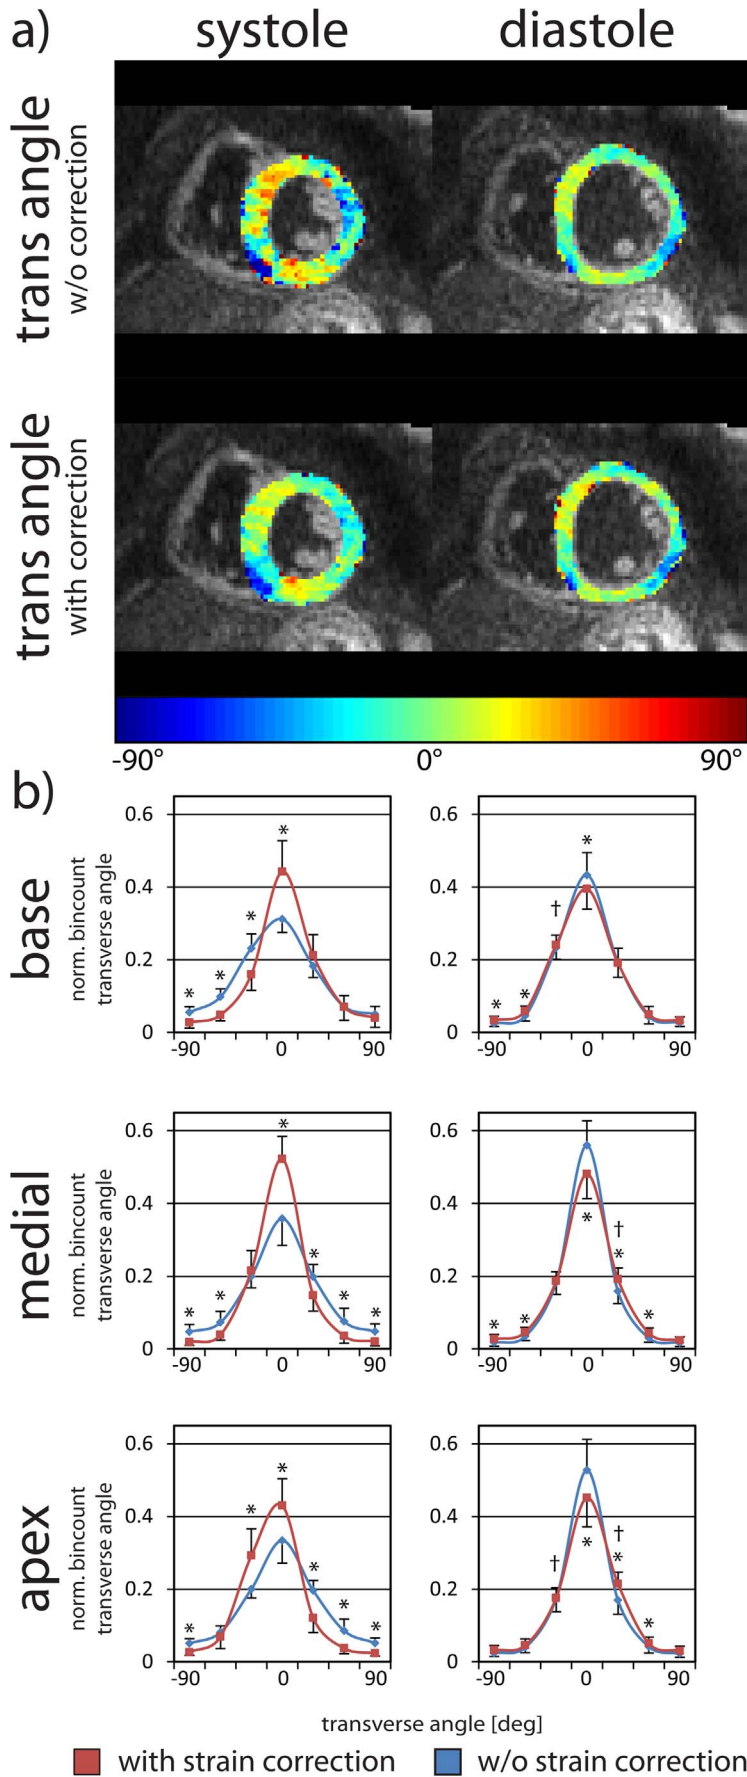 a) systole diastole
trans angle
w/o correction
trans angle
with correction
-90° 0° 90°
b)
base
norm. bincount
transverse angle
0.6
*
0.4
*
0.2
*
*
0
-90 0 90
0.6
*
0.4
†
0.2
* *
0
-90 0 90
medial
norm. bincount
transverse angle
0.6
*
0.4
*
0.2
* * * *
0
-90 0 90
0.6
0.4
*
†
*
0.2
* * *
0
-90 0 90
apex
norm. bincount
transverse angle
0.6
*
*
0.4
*
0.2
* * *
0
-90 0 90
0.6
0.4
*
†
† *
0.2
*
0
-90 0 90
transverse angle [deg]
with strain correction w/o strain correction